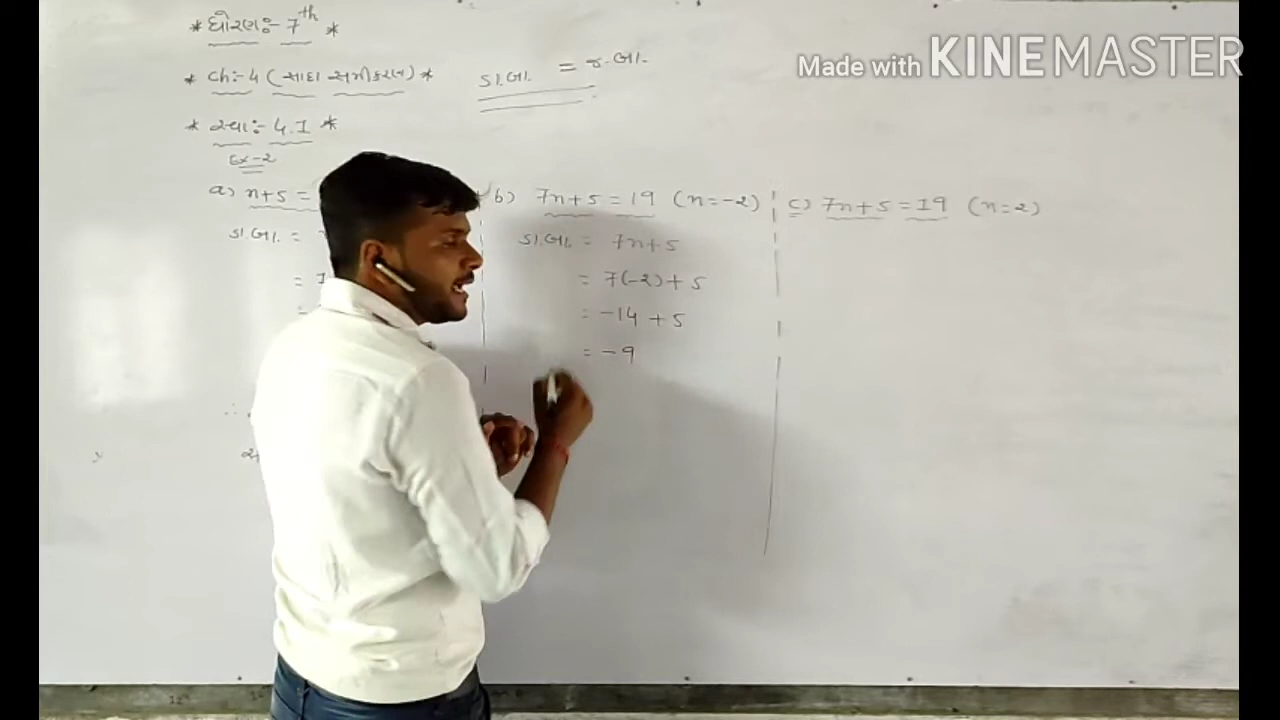 Made with KINEMASTER
* ધોરણ:- 7th *
* Ch:- 4 (સાદા સમીકરણ) *
ડા.બા. = જ.બા.
* સ્વા:- 4.1 *
Ex-2
a) n+5 =
ડા.બા. =
=
b) 7n+5 = 19 (n=-2)
ડા.બા. = 7n+5
= 7(-2)+5
= -14 + 5
= -9
c) 7n+5 = 19 (n=2)